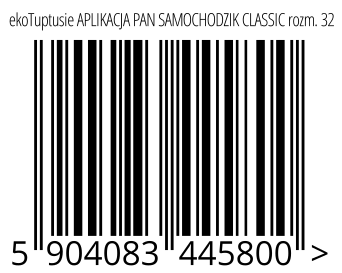 ekoTuptusie APLIKACJA PAN SAMOCHODZIK CLASSIC rozm. 32
5 904083 445800 >